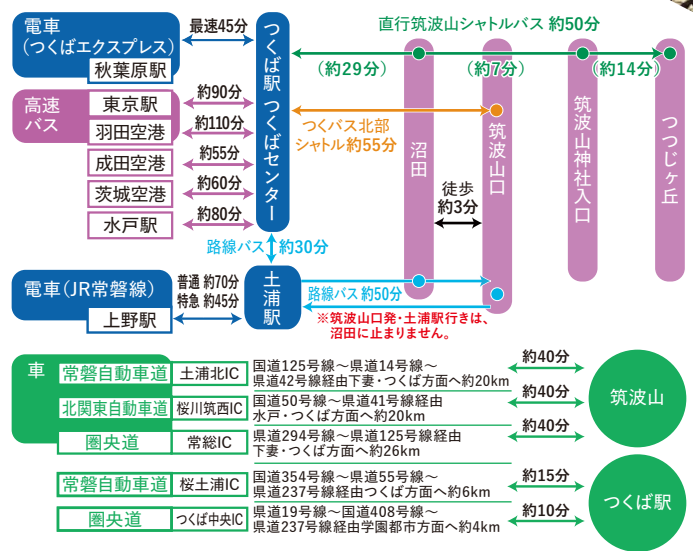 電車
(つくばエクスプレス)
秋葉原駅
最速45分
つくば駅 つくばセンター
直行筑波山シャトルバス 約50分
(約29分)
(約7分)
(約14分)
高速
バス
東京駅
約90分
羽田空港
約110分
成田空港
約55分
茨城空港
約60分
水戸駅
約80分
つくバス北部
シャトル約55分
沼田
筑波山口
筑波山神社入口
つつじヶ丘
徒歩
約3分
路線バス 約30分
電車(JR常磐線)
上野駅
普通 約70分
特急 約45分
土浦駅
路線バス 約50分
※筑波山口発・土浦駅行きは、
沼田に止まりません。
車
常磐自動車道 土浦北IC
国道125号線～県道14号線～
県道42号線経由下妻・つくば方面へ約20km
約40分
北関東自動車道 桜川筑西IC
国道50号線～県道41号線経由
水戸・つくば方面へ約20km
約40分
圏央道 常総IC
県道294号線～県道125号線経由
下妻・つくば方面へ約26km
約40分
筑波山
常磐自動車道 桜土浦IC
国道354号線～県道55号線～
県道237号線経由つくば方面へ約6km
約15分
圏央道 つくば中央IC
県道19号線～国道408号線～
県道237号線経由学園都市方面へ約4km
約10分
つくば駅